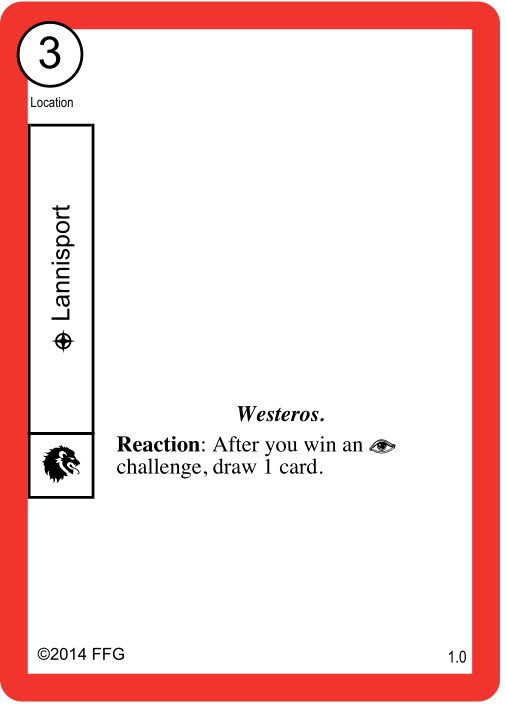 3
Location
Lannisport
Westeros.
Reaction: After you win an
challenge, draw 1 card.
©2014 FFG
1.0